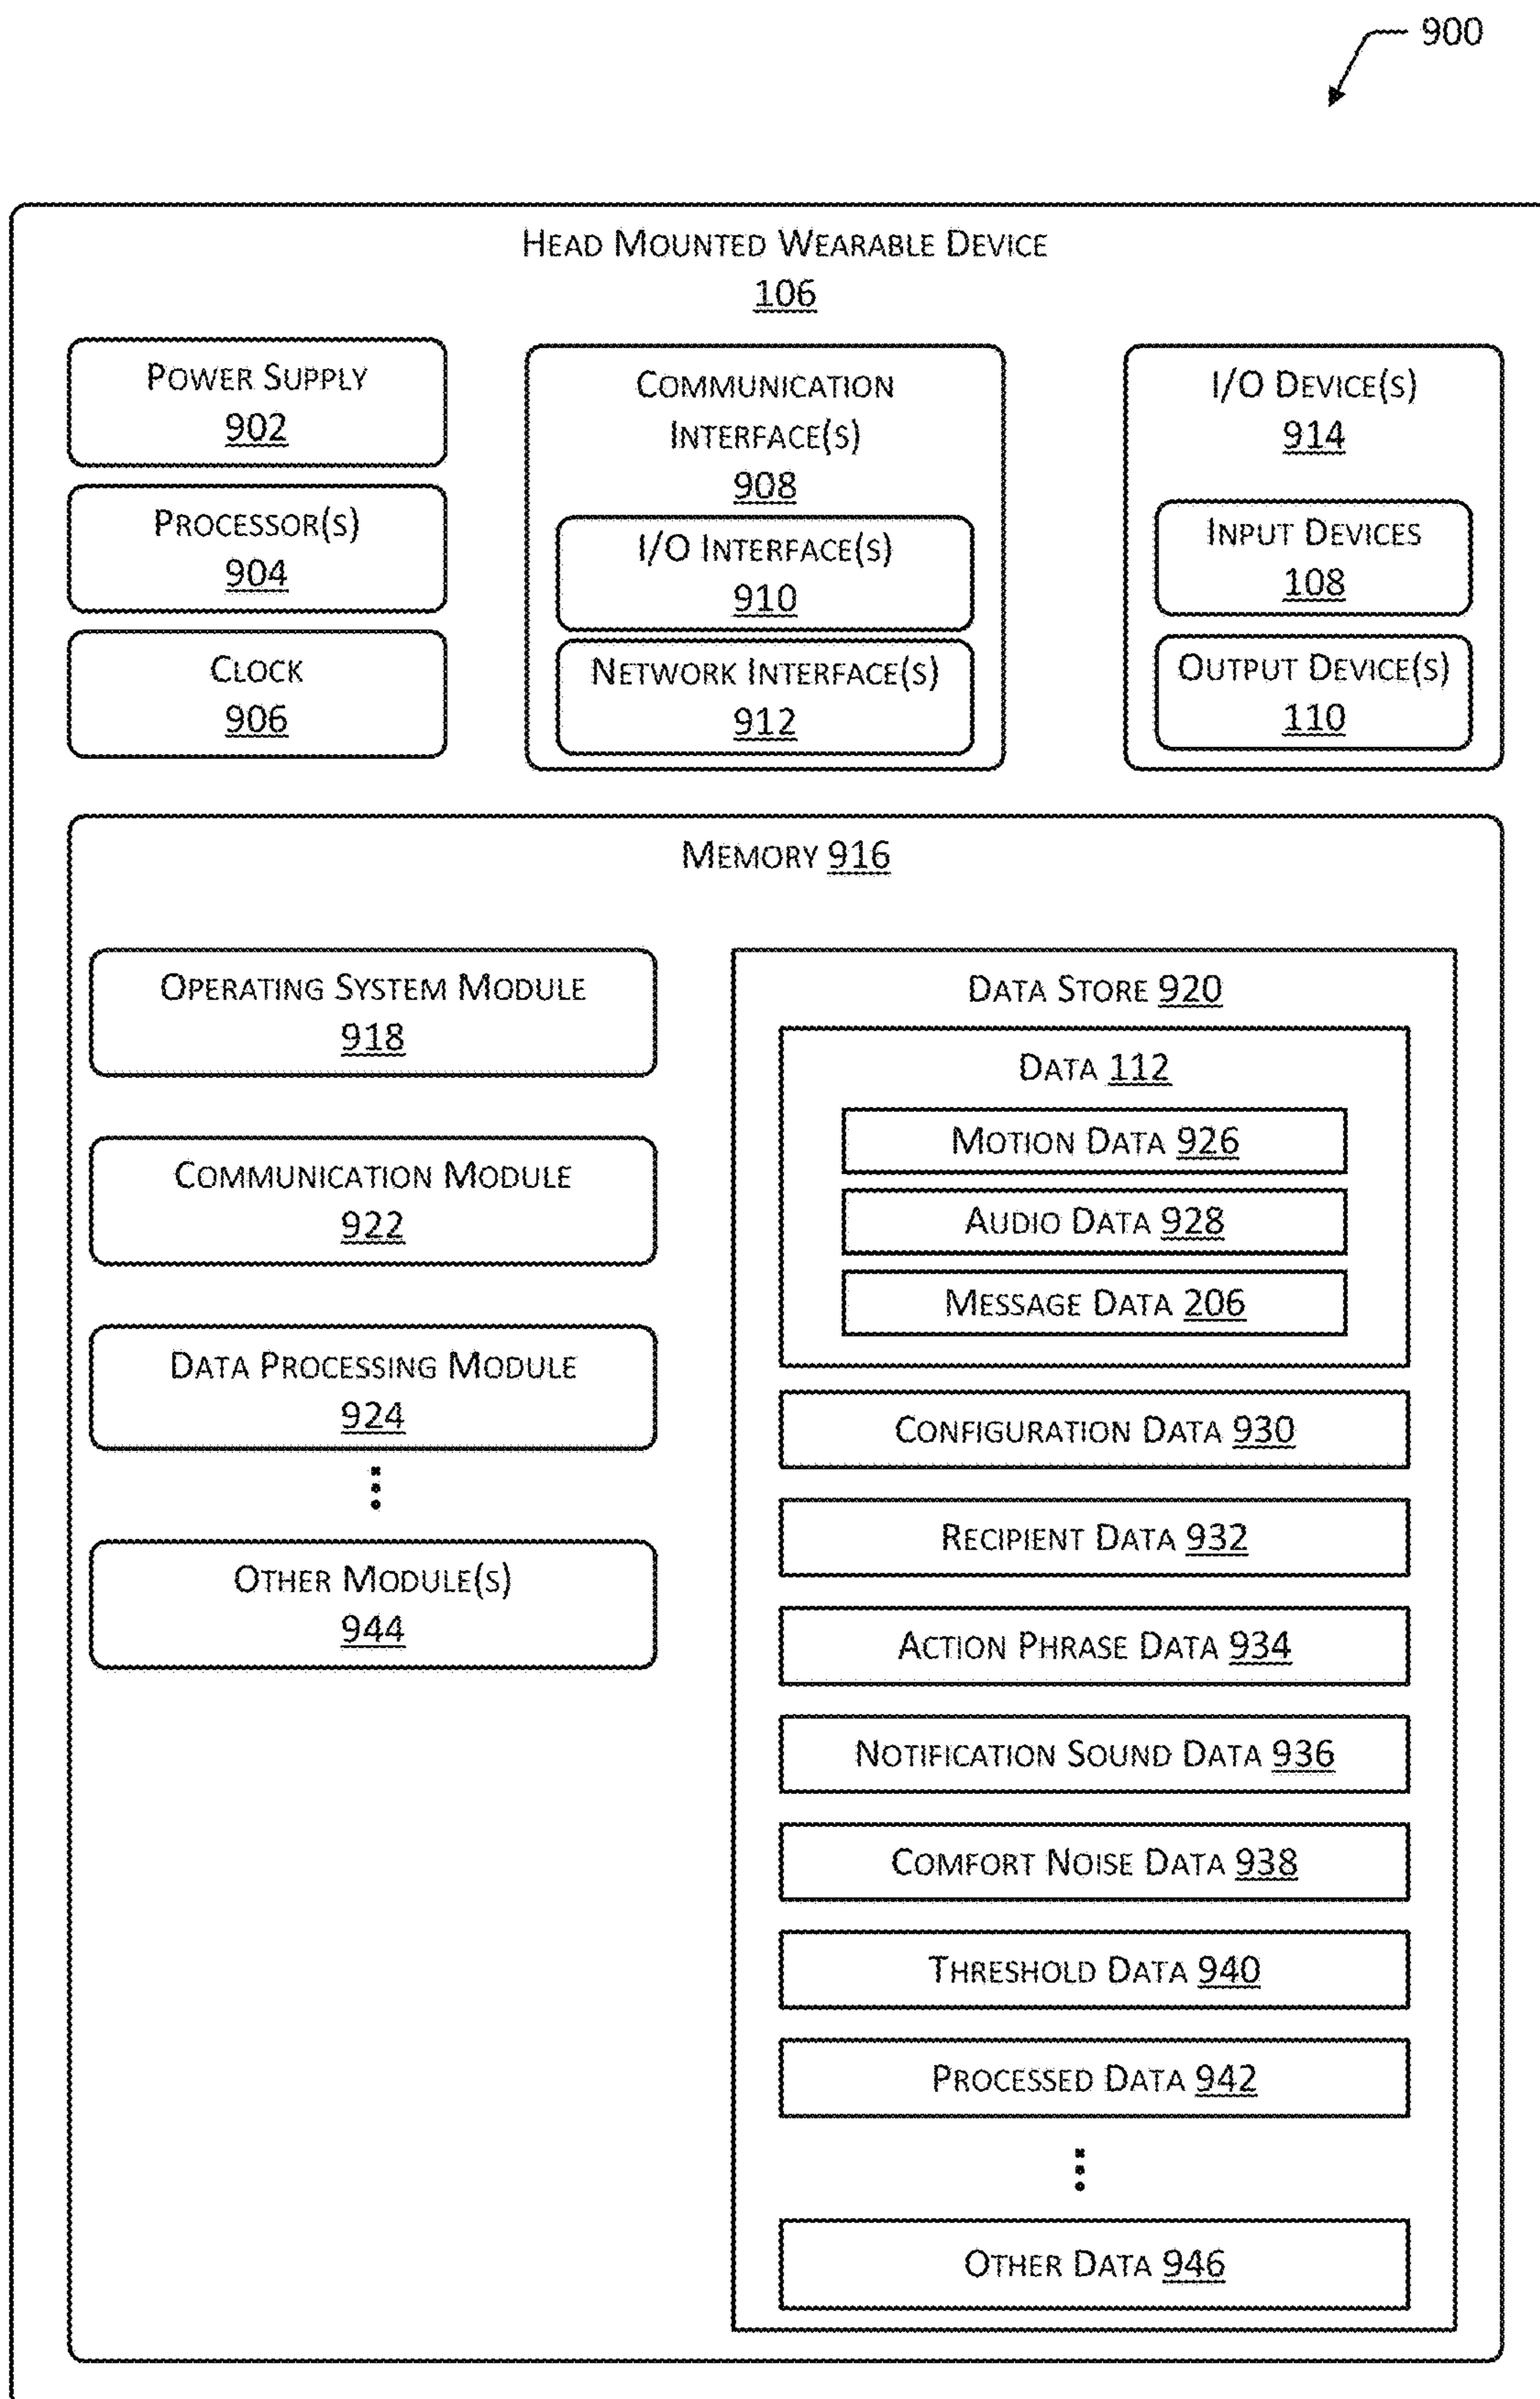 900
HEAD MOUNTED WEARABLE DEVICE
106
POWER SUPPLY
902
PROCESSOR(S)
904
CLOCK
906
COMMUNICATION
INTERFACE(S)
908
I/O INTERFACE(S)
910
NETWORK INTERFACE(S)
912
I/O DEVICE(S)
914
INPUT DEVICES
108
OUTPUT DEVICE(S)
110
MEMORY 916
OPERATING SYSTEM MODULE
918
COMMUNICATION MODULE
922
DATA PROCESSING MODULE
924
OTHER MODULE(S)
944
DATA STORE 920
DATA 112
MOTION DATA 926
AUDIO DATA 928
MESSAGE DATA 206
CONFIGURATION DATA 930
RECIPIENT DATA 932
ACTION PHRASE DATA 934
NOTIFICATION SOUND DATA 936
COMFORT NOISE DATA 938
THRESHOLD DATA 940
PROCESSED DATA 942
OTHER DATA 946